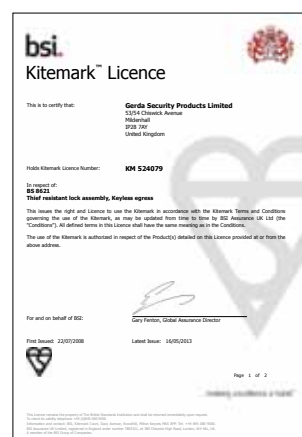 bsi.
Kitemark™ Licence
This is to certify that:
Gerda Security Products Limited
53/54 Chiswick Avenue
Mildenhall
IP28 7AY
United Kingdom
Holds Kitemark Licence Number:
KM 524079
In respect of:
BS 8621
Thief resistant lock assembly, Keyless egress
This issues the right and Licence to use the Kitemark in accordance with the Kitemark Terms and Conditions
governing the use of the Kitemark, as may be updated from time to time by BSI Assurance UK Ltd (the
"Conditions"). All defined terms in this Licence shall have the same meaning as in the Conditions.
The use of the Kitemark is authorized in respect of the Product(s) detailed on this Licence provided at or from the
above address.
For and on behalf of BSI:
Gary Fenton, Global Assurance Director
First Issued: 22/07/2008
Latest Issue: 16/05/2013
Page 1 of 2
...making excellence a habit.™